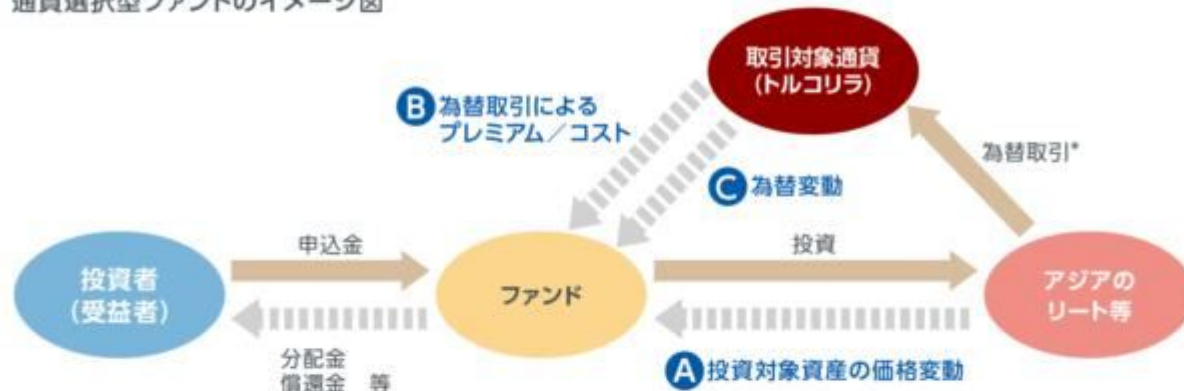 通貨選択型ファンドのイメージ図
取引対象通貨
(トルコリラ)
B 為替取引による
プレミアム/コスト
為替取引*
C 為替変動
投資者
(受益者)
申込金
ファンド
投資
アジアの
リート等
分配金
償還金 等
A 投資対象資産の価格変動